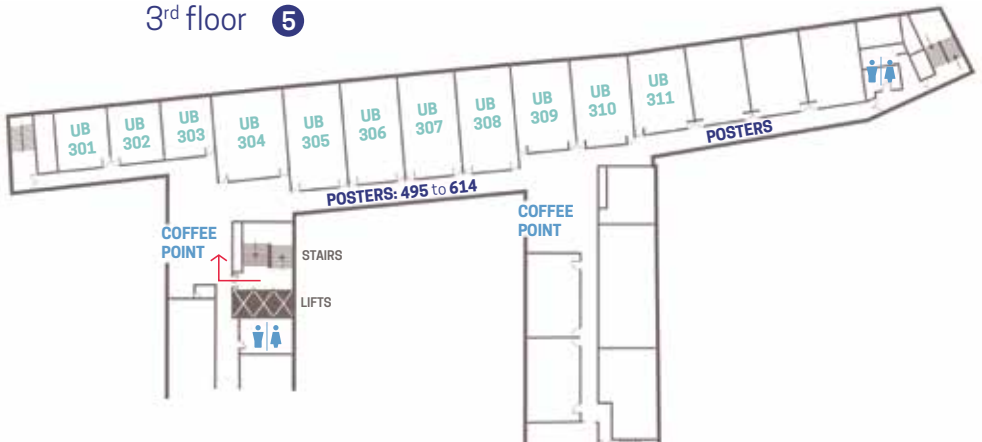 3rd floor 5
UB 301
UB 302
UB 303
UB 304
UB 305
UB 306
UB 307
UB 308
UB 309
UB 310
UB 311
POSTERS
POSTERS: 495 to 614
COFFEE
POINT
COFFEE
POINT
STAIRS
LIFTS